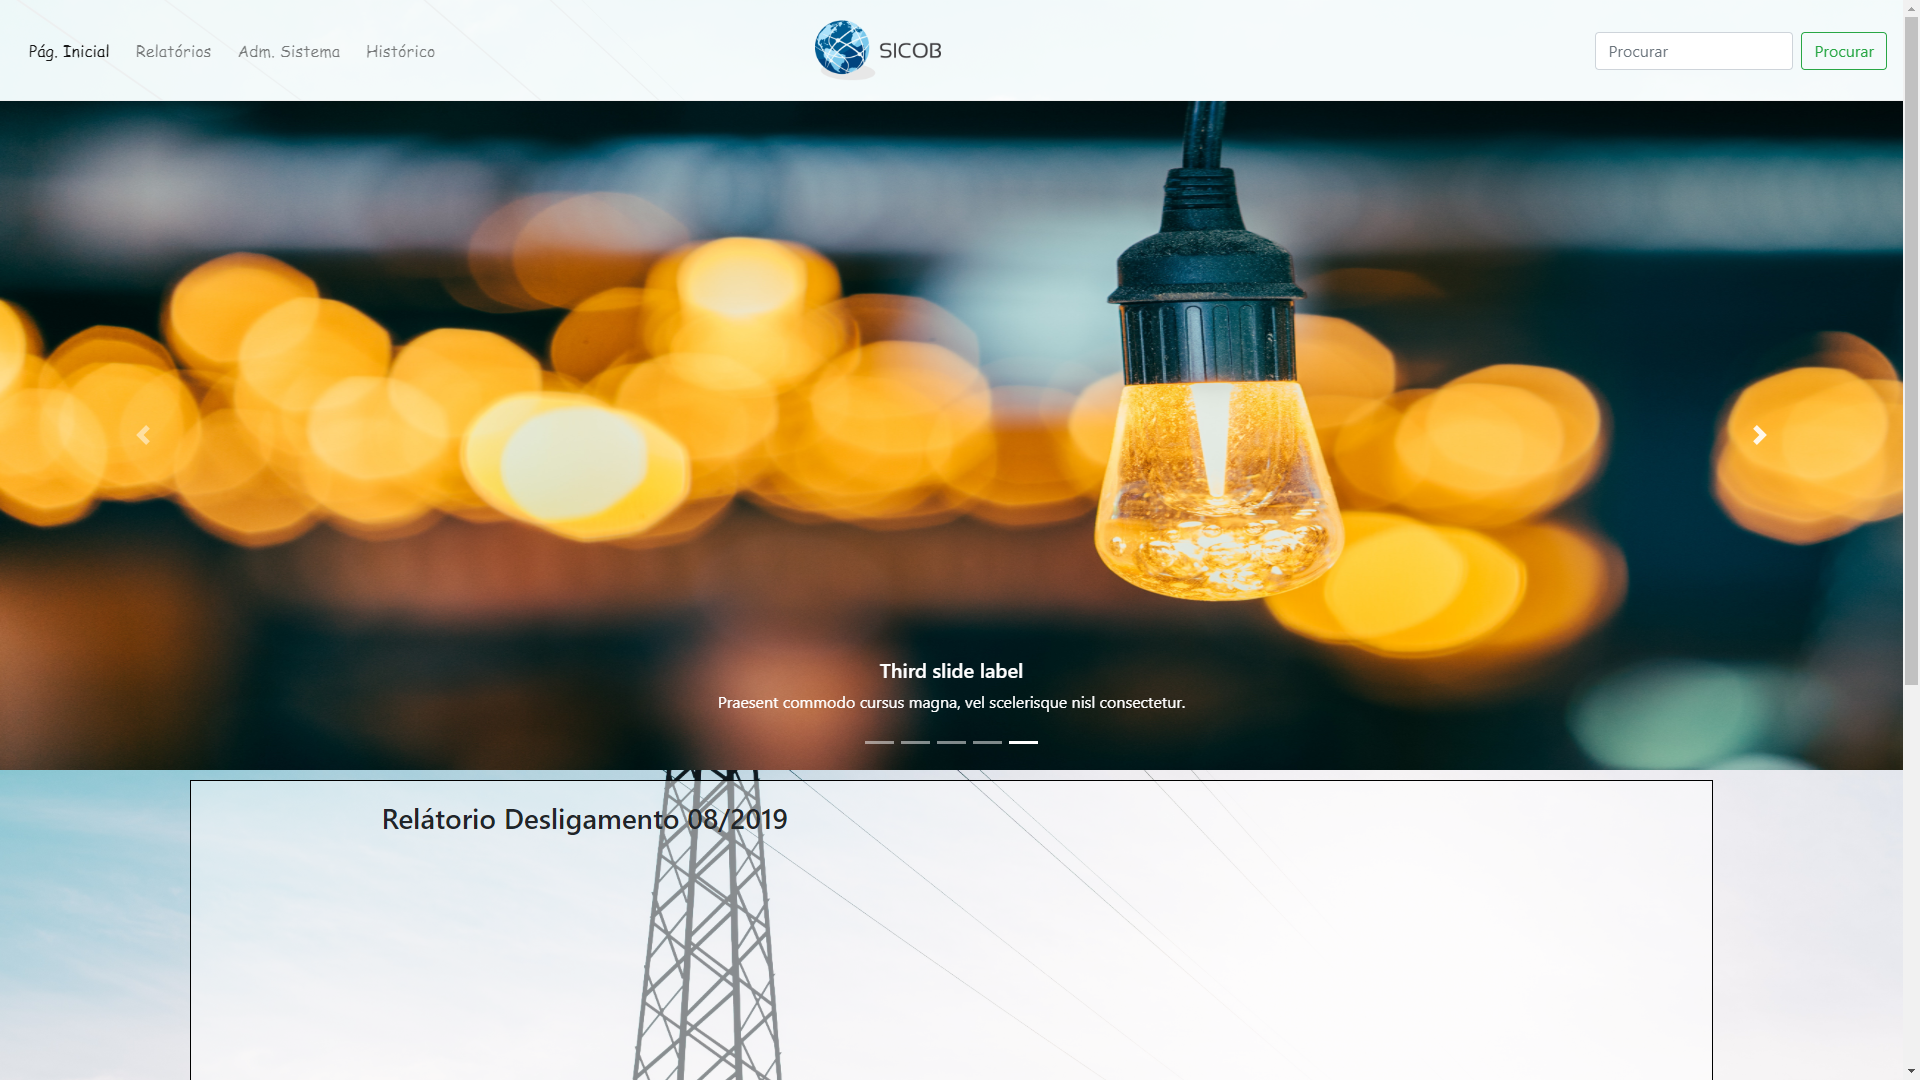 Pág. Inicial
Relatórios
Adm. Sistema
Histórico
SICOB
Procurar
Procurar
Third slide label
Praesent commodo cursus magna, vel scelerisque nisl consectetur.
Relátorio Desligamento 08/2019